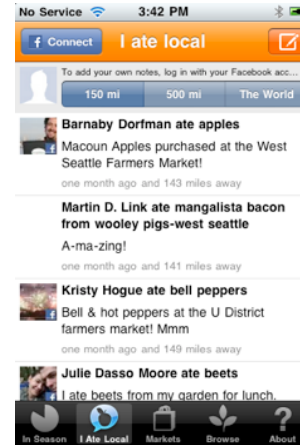 No Service 3:42 PM
f Connect I ate local
To add your own notes, log in with your Facebook acc...
150 mi 500 mi The World
Barnaby Dorfman ate apples
Macoun Apples purchased at the West
Seattle Farmers Market!
one month ago and 143 miles away
Martin D. Link ate mangalista bacon
from wooley pigs-west seattle
A-ma-zing!
one month ago and 141 miles away
Kristy Hogue ate bell peppers
Bell & hot peppers at the U District
farmers market! Mmm
one month ago and 149 miles away
Julie Dasso Moore ate beets
I ate beets from my garden for lunch.
In Season I Ate Local Markets Browse About